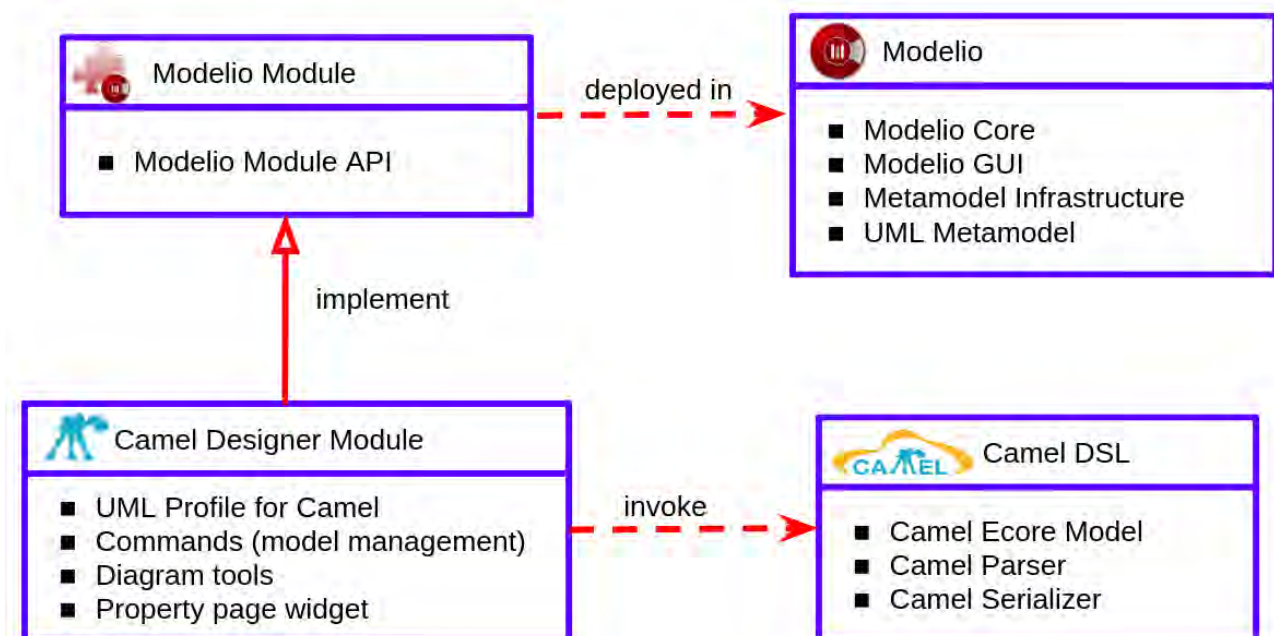 Modelio Module
Modelio Module API
deployed in
Modelio
Modelio Core
Modelio GUI
Metamodel Infrastructure
UML Metamodel
implement
Camel Designer Module
UML Profile for Camel
Commands (model management)
Diagram tools
Property page widget
invoke
CAMEL
Camel DSL
Camel Ecore Model
Camel Parser
Camel Serializer